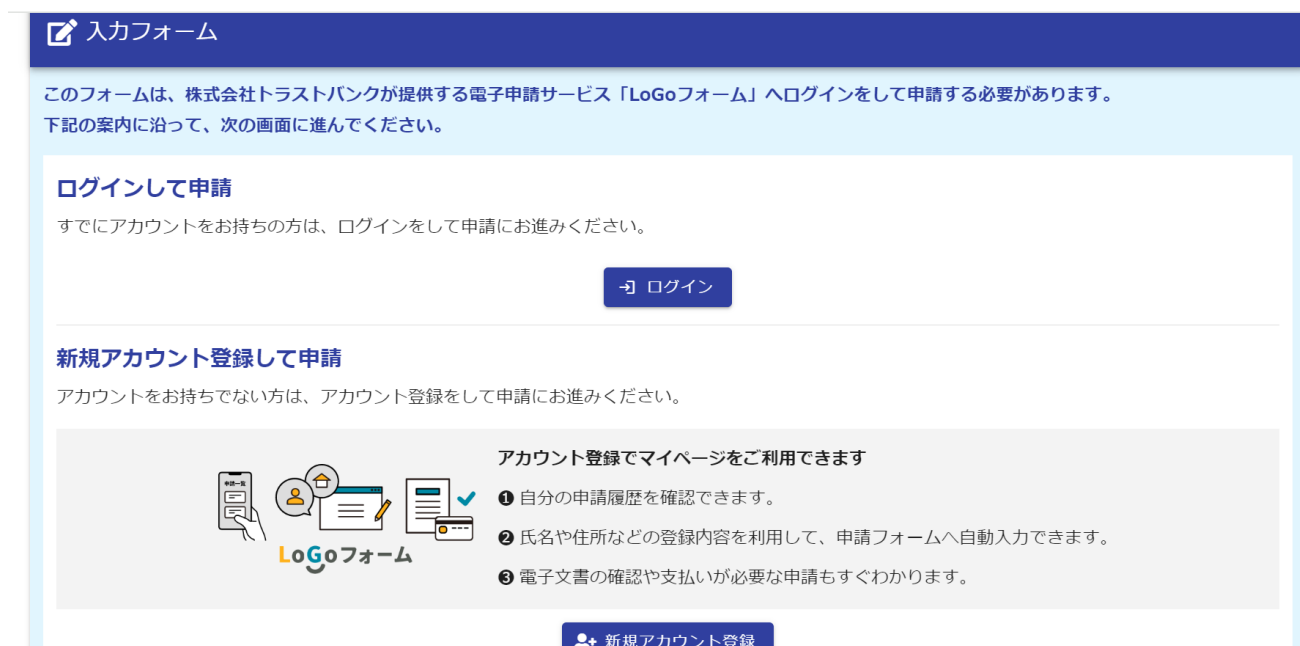 入力フォーム
このフォームは、株式会社トラストバンクが提供する電子申請サービス「LoGoフォーム」へログインをして申請する必要があります。
下記の案内に沿って、次の画面に進んでください。
ログインして申請
すでにアカウントをお持ちの方は、ログインをして申請にお進みください。
ログイン
新規アカウント登録して申請
アカウントをお持ちでない方は、アカウント登録をして申請にお進みください。
アカウント登録でマイページをご利用できます
❶ 自分の申請履歴を確認できます。
❷ 氏名や住所などの登録内容を利用して、申請フォームへ自動入力できます。
❸ 電子文書の確認や支払いが必要な申請もすぐわかります。
申請一覧
LoGoフォーム
新規アカウント登録